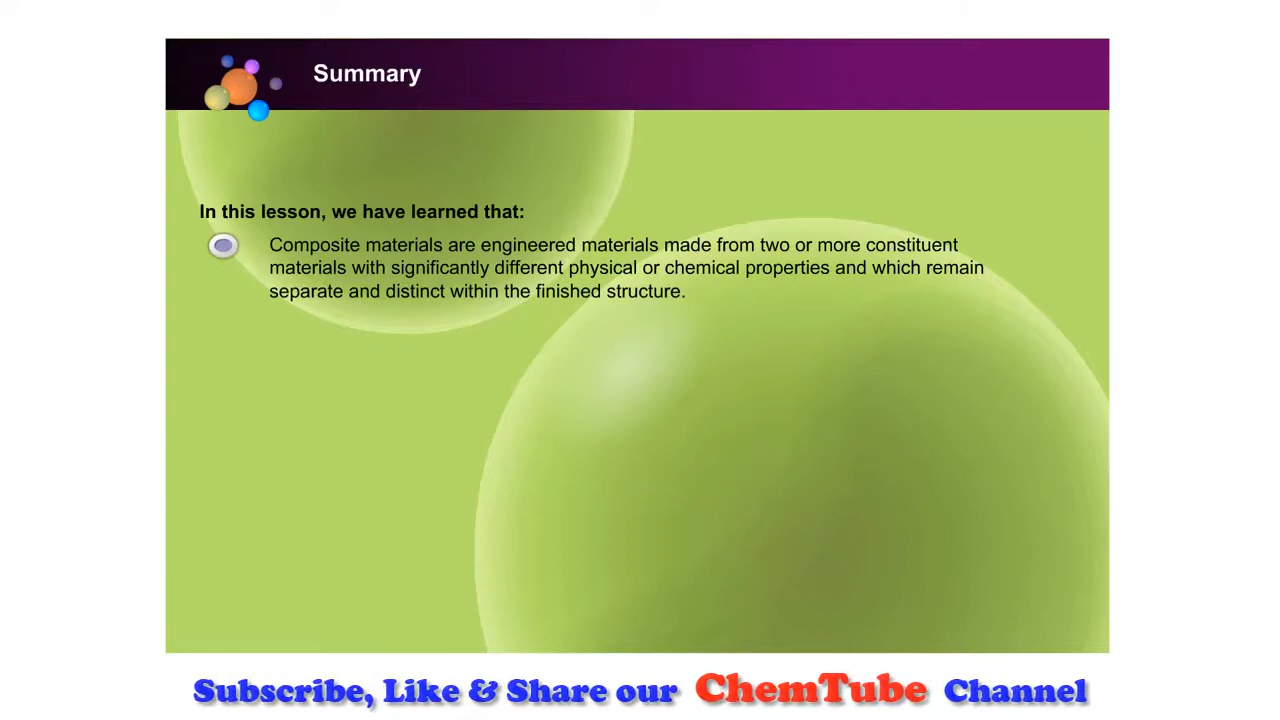 Summary
In this lesson, we have learned that:
Composite materials are engineered materials made from two or more constituent
materials with significantly different physical or chemical properties and which remain
separate and distinct within the finished structure.
Subscribe, Like & Share our ChemTube Channel